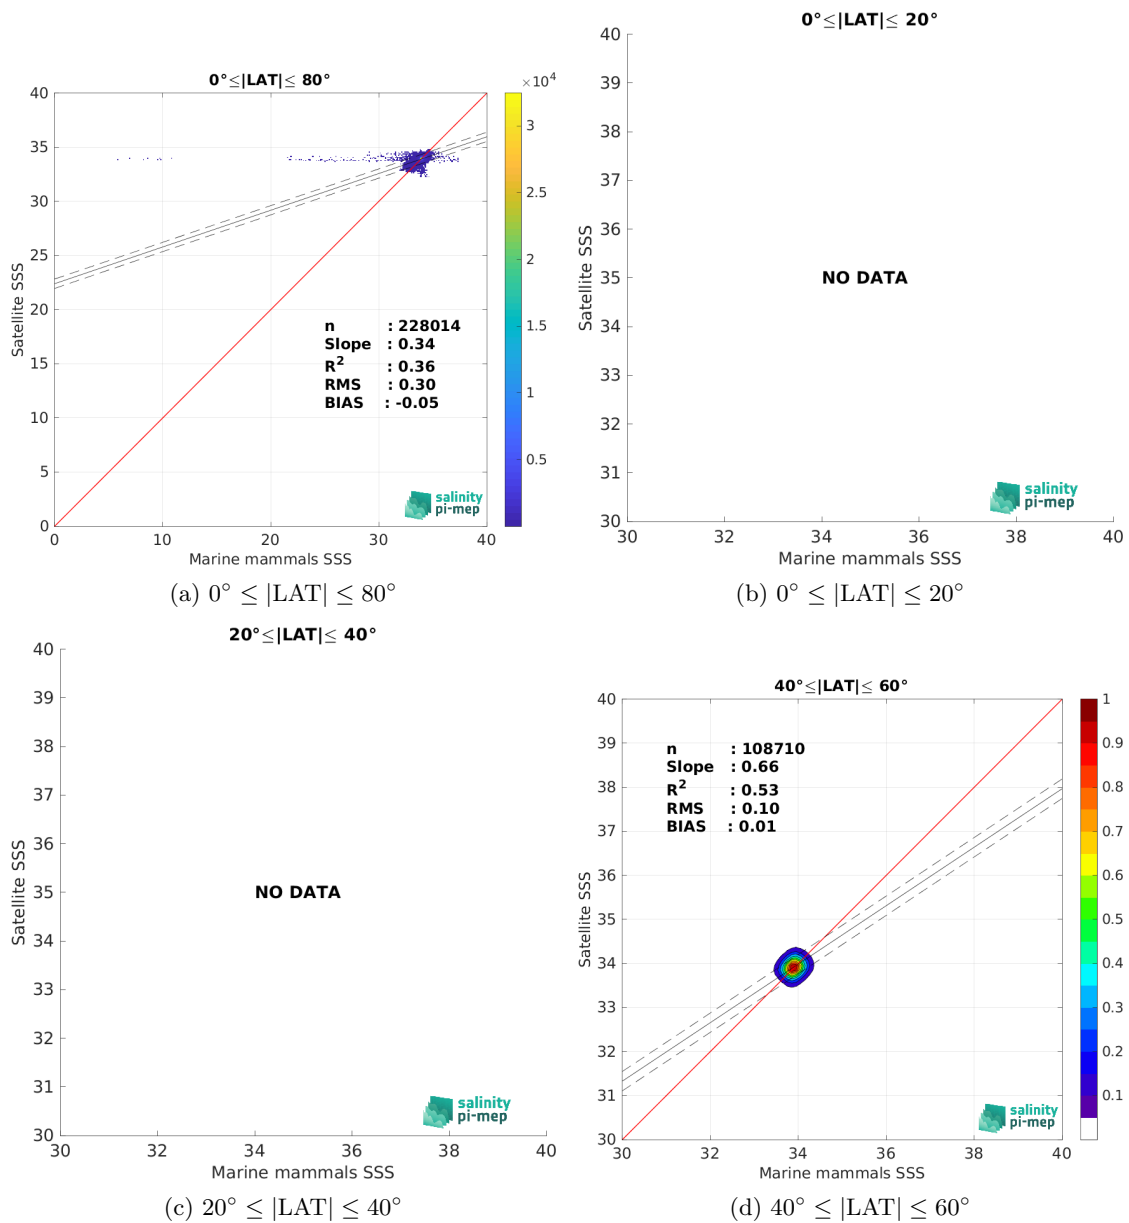 0°≤|LAT|≤ 80°
×10⁴
40
35
30
25
20
15
10
5
0
0
10
20
30
40
3
2.5
2
1.5
1
0.5
Satellite SSS
Marine mammals SSS
n : 228014
Slope : 0.34
R² : 0.36
RMS : 0.30
BIAS : -0.05
salinity
pi-mep
(a) 0° ≤ |LAT| ≤ 80°
0°≤|LAT|≤ 20°
40
39
38
37
36
35
34
33
32
31
30
30
32
34
36
38
40
Satellite SSS
Marine mammals SSS
NO DATA
salinity
pi-mep
(b) 0° ≤ |LAT| ≤ 20°
20°≤|LAT|≤ 40°
40
39
38
37
36
35
34
33
32
31
30
30
32
34
36
38
40
Satellite SSS
Marine mammals SSS
NO DATA
salinity
pi-mep
(c) 20° ≤ |LAT| ≤ 40°
40°≤|LAT|≤ 60°
40
39
38
37
36
35
34
33
32
31
30
30
32
34
36
38
40
1
0.9
0.8
0.7
0.6
0.5
0.4
0.3
0.2
0.1
Satellite SSS
Marine mammals SSS
n : 108710
Slope : 0.66
R² : 0.53
RMS : 0.10
BIAS : 0.01
salinity
pi-mep
(d) 40° ≤ |LAT| ≤ 60°